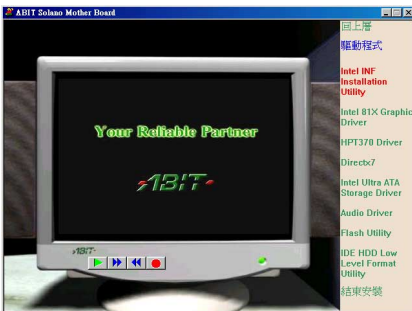 ABIT Solano Mother Board
回上層
驅動程式
Intel INF
Installation
Utility
Intel 81X Graphic
Driver
HPT370 Driver
Directx7
Intel Ultra ATA
Storage Driver
Audio Driver
Flash Utility
IDE HDD Low
Level Format
Utility
結束安裝
Your Reliable Partner
ABIT
ABIT